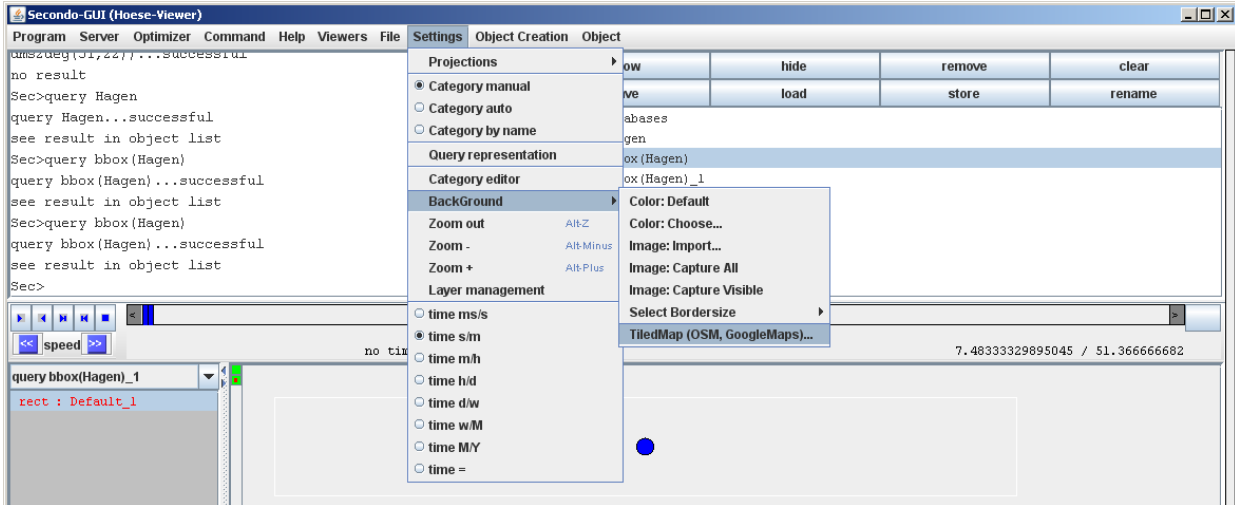 Secondo-GUI (Hoese-Viewer)
Program Server Optimizer Command Help Viewers File Settings Object Creation Object
...successful
no result
Sec>query Hagen
query Hagen...successful
see result in object list
Sec>query bbox(Hagen)
query bbox(Hagen)...successful
see result in object list
Sec>query bbox(Hagen)
query bbox(Hagen)...successful
see result in object list
Sec>
Projections
Category manual
Category auto
Category by name
Query representation
Category editor
BackGround
Zoom out Alt-Z
Zoom - Alt-Minus
Zoom + Alt-Plus
Layer management
time ms/s
time s/m
time m/h
time h/d
time d/w
time w/M
time M/Y
time =
ow hide remove clear
ve load store rename
abases
gen
ox(Hagen)
ox(Hagen)_1
Color: Default
Color: Choose...
Image: Import...
Image: Capture All
Image: Capture Visible
Select Bordersize
TiledMap (OSM, GoogleMaps)...
< >
<< speed >>
no tim
7.48333329895045 / 51.366666682
query bbox(Hagen)_1
rect : Default_1